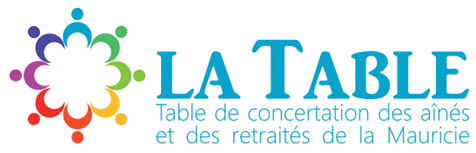 LA TABLE
Table de concertation des aînés
et des retraités de la Mauricie